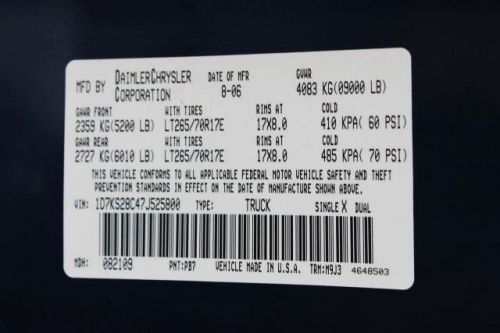 MFD BY DAIMLERCHRYSLER CORPORATION DATE OF MFR 8-06 GVWR 4083 KG(09000 LB)
GAWR FRONT WITH TIRES RIMS AT COLD
2359 KG(5200 LB) LT265/70R17E 17X8.0 410 KPA( 60 PSI)
GAWR REAR WITH TIRES RIMS AT COLD
2727 KG(6010 LB) LT265/70R17E 17X8.0 485 KPA( 70 PSI)
THIS VEHICLE CONFORMS TO ALL APPLICABLE FEDERAL MOTOR VEHICLE SAFETY AND THEFT
PREVENTION STANDARDS IN EFFECT ON THE DATE OF MANUFACTURE SHOWN ABOVE.
VIN: 1D7KS28C47J525800 TYPE: TRUCK SINGLE X DUAL
MDH: 082109 PNT:PB7 VEHICLE MADE IN U.S.A. TRM:M9J3 4648503